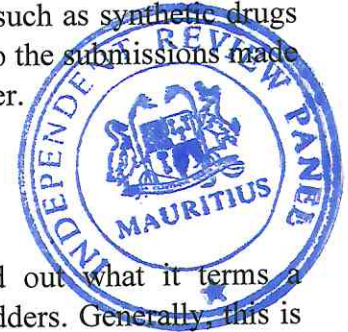 such as synthetic drugs
o the submissions made
er.
INDEPENDENT REVIEW PANEL
MAURITIUS
d out what it terms a
dders. Generally, this is